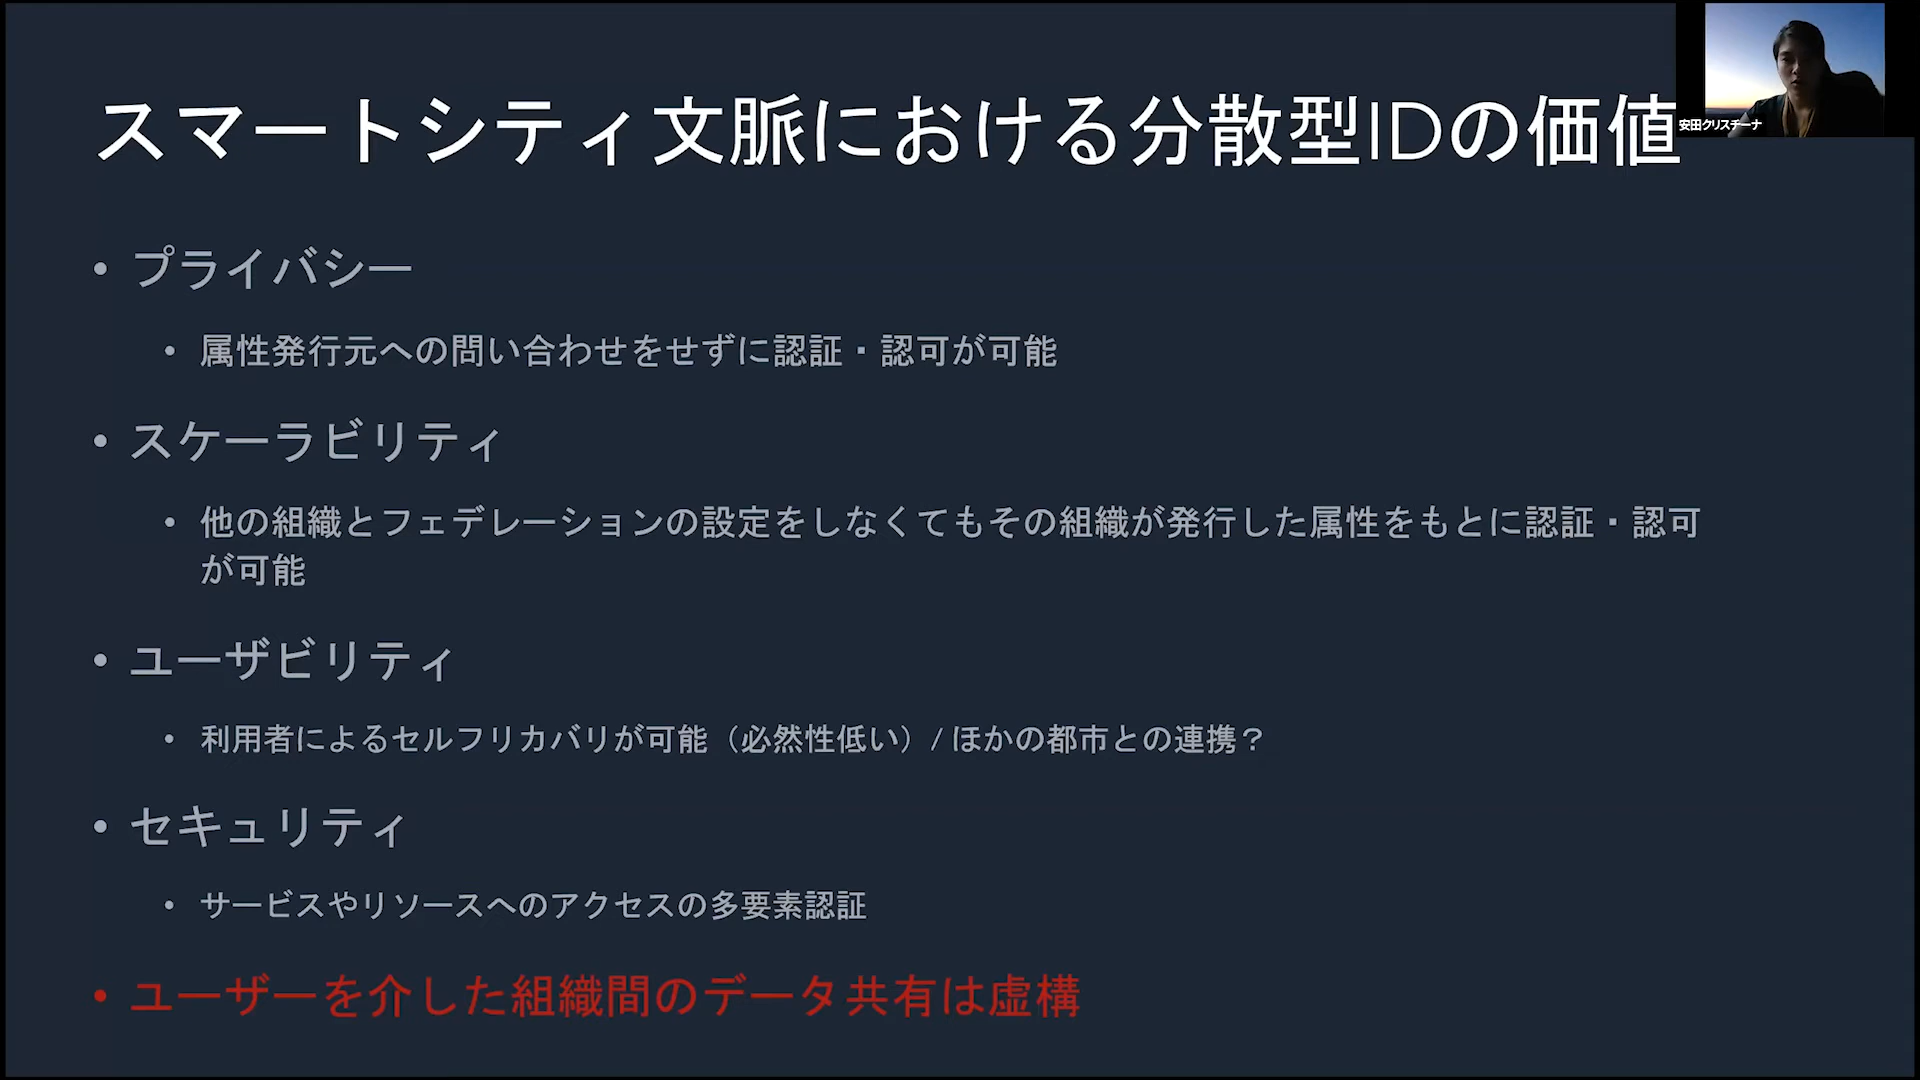 スマートシティ文脈における分散型IDの価値
安田クリスチーナ
• プライバシー
• 属性発行元への問い合わせをせずに認証・認可が可能
• スケーラビリティ
• 他の組織とフェデレーションの設定をしなくてもその組織が発行した属性をもとに認証・認可
が可能
• ユーザビリティ
• 利用者によるセルフリカバリが可能（必然性低い）/ ほかの都市との連携？
• セキュリティ
• サービスやリソースへのアクセスの多要素認証
• ユーザーを介した組織間のデータ共有は虚構